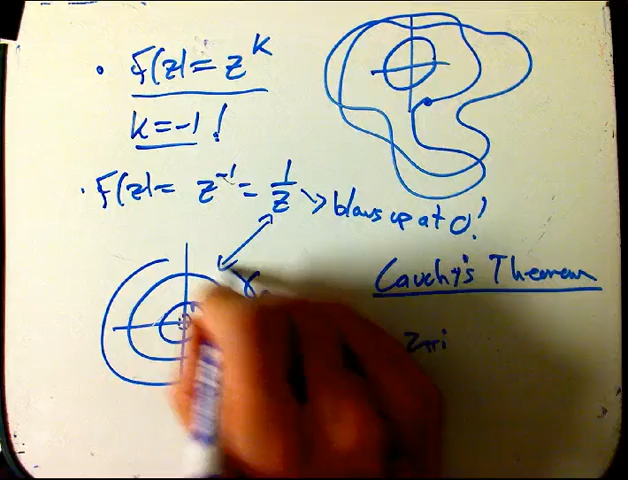 • f(z) = z^k
k = -1 !
• f(z) = z^-1 = 1/z → blows up at 0!
γ
Cauchy's Theorem
2πi